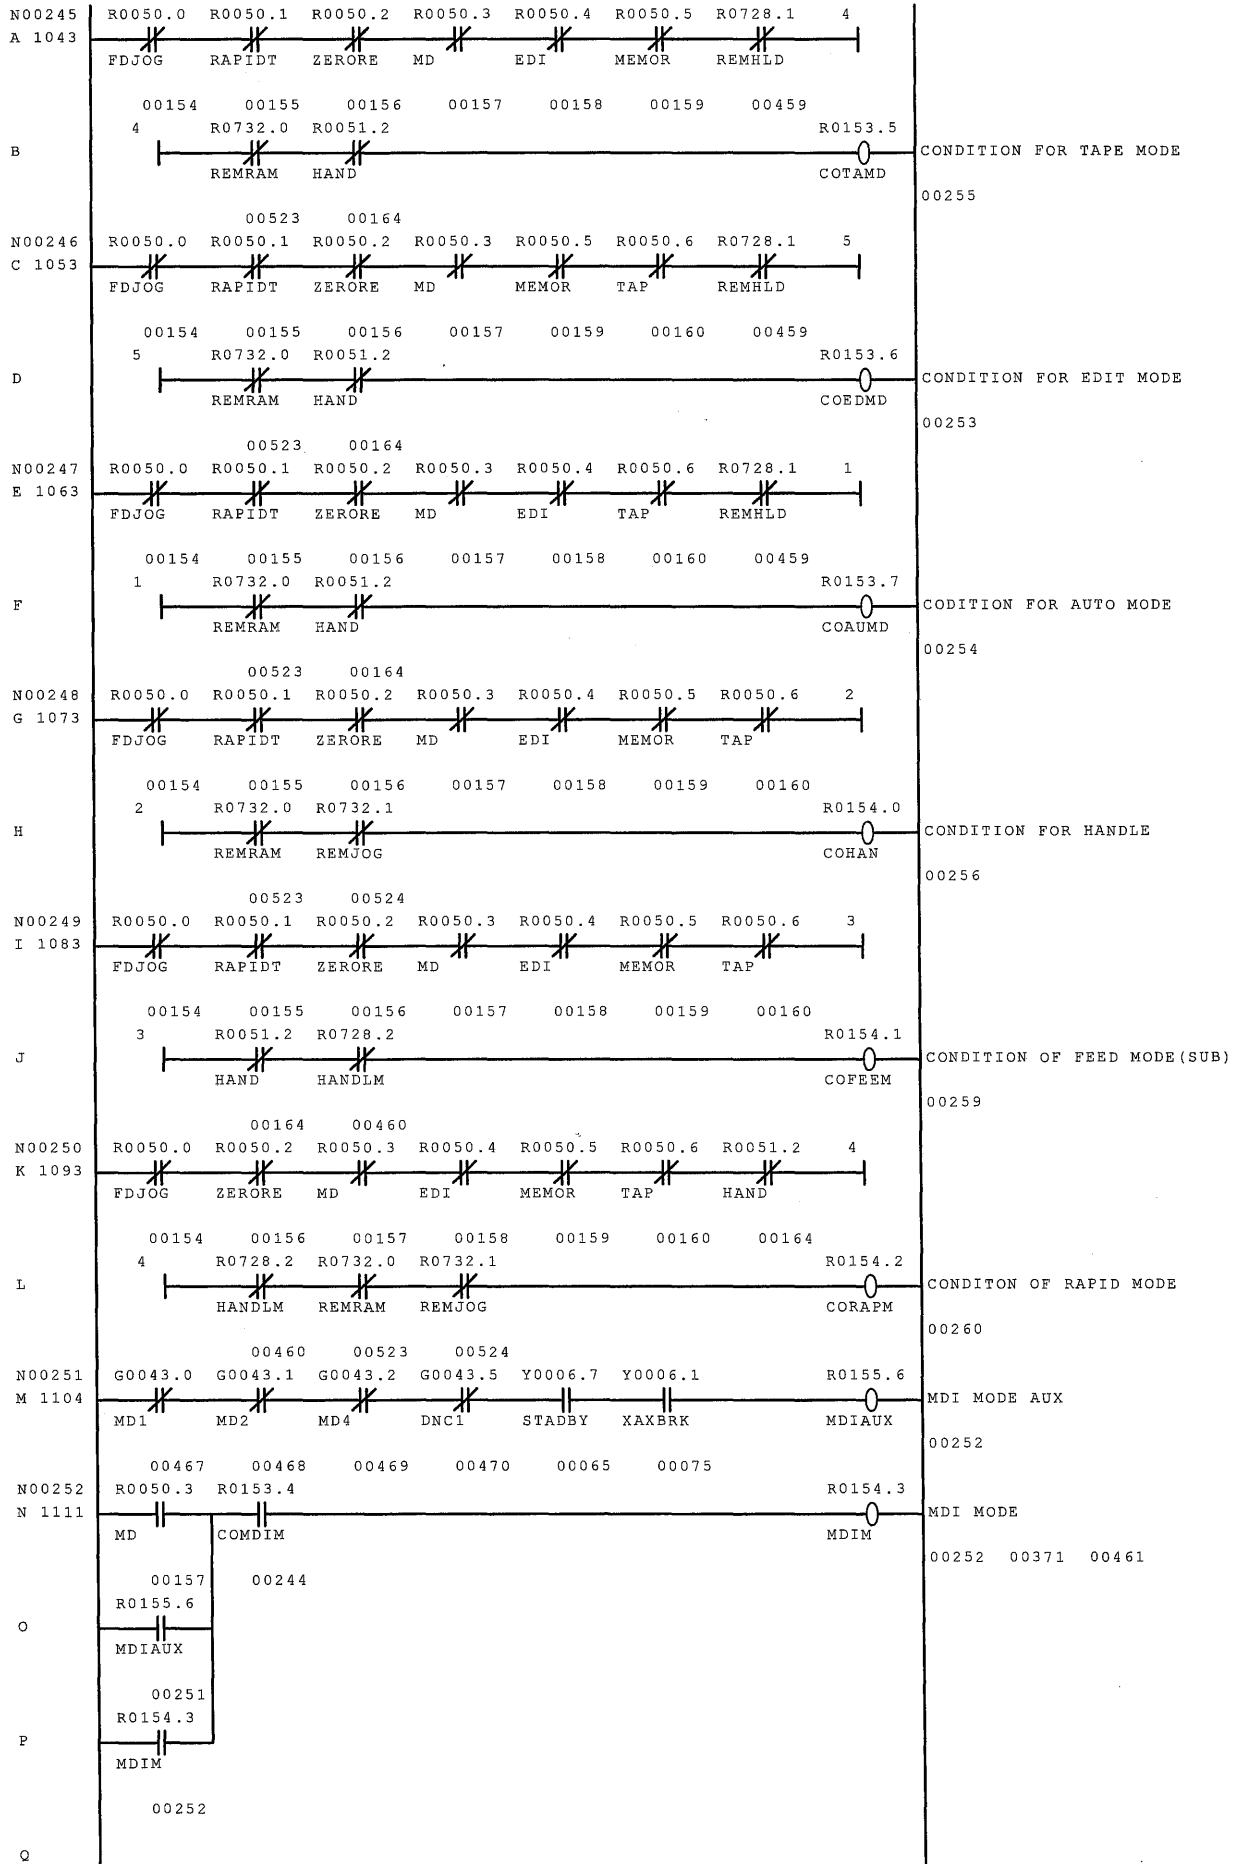 N00245 R0050.0 R0050.1 R0050.2 R0050.3 R0050.4 R0050.5 R0728.1 4
A 1043
FDJOG RAPIDT ZERORE MD EDI MEMOR REMHLD
00154 00155 00156 00157 00158 00159 00459
4 R0732.0 R0051.2 R0153.5
B CONDITION FOR TAPE MODE
REMRAM HAND COTAMD
00255
00523 00164
N00246 R0050.0 R0050.1 R0050.2 R0050.3 R0050.5 R0050.6 R0728.1 5
C 1053
FDJOG RAPIDT ZERORE MD MEMOR TAP REMHLD
00154 00155 00156 00157 00159 00160 00459
5 R0732.0 R0051.2 R0153.6
D CONDITION FOR EDIT MODE
REMRAM HAND COEDMD
00253
00523 00164
N00247 R0050.0 R0050.1 R0050.2 R0050.3 R0050.4 R0050.6 R0728.1 1
E 1063
FDJOG RAPIDT ZERORE MD EDI TAP REMHLD
00154 00155 00156 00157 00158 00160 00459
1 R0732.0 R0051.2 R0153.7
F CODITION FOR AUTO MODE
REMRAM HAND COAUMD
00254
00523 00164
N00248 R0050.0 R0050.1 R0050.2 R0050.3 R0050.4 R0050.5 R0050.6 2
G 1073
FDJOG RAPIDT ZERORE MD EDI MEMOR TAP
00154 00155 00156 00157 00158 00159 00160
2 R0732.0 R0732.1 R0154.0
H CONDITION FOR HANDLE
REMRAM REMJOG COHAN
00256
00523 00524
N00249 R0050.0 R0050.1 R0050.2 R0050.3 R0050.4 R0050.5 R0050.6 3
I 1083
FDJOG RAPIDT ZERORE MD EDI MEMOR TAP
00154 00155 00156 00157 00158 00159 00160
3 R0051.2 R0728.2 R0154.1
J CONDITION OF FEED MODE(SUB)
HAND HANDLM COFEEM
00259
00164 00460
N00250 R0050.0 R0050.2 R0050.3 R0050.4 R0050.5 R0050.6 R0051.2 4
K 1093
FDJOG ZERORE MD EDI MEMOR TAP HAND
00154 00156 00157 00158 00159 00160 00164
4 R0728.2 R0732.0 R0732.1 R0154.2
L CONDITON OF RAPID MODE
HANDLM REMRAM REMJOG CORAPM
00260
00460 00523 00524
N00251 G0043.0 G0043.1 G0043.2 G0043.5 Y0006.7 Y0006.1 R0155.6
M 1104 MDI MODE AUX
MD1 MD2 MD4 DNC1 STADBY XAXBRK MDIAUX
00252
00467 00468 00469 00470 00065 00075
N00252 R0050.3 R0153.4 R0154.3
N 1111 MDI MODE
MD COMDIM MDIM
00252 00371 00461
00157 00244
R0155.6
O
MDIAUX
00251
R0154.3
P
MDIM
00252
Q